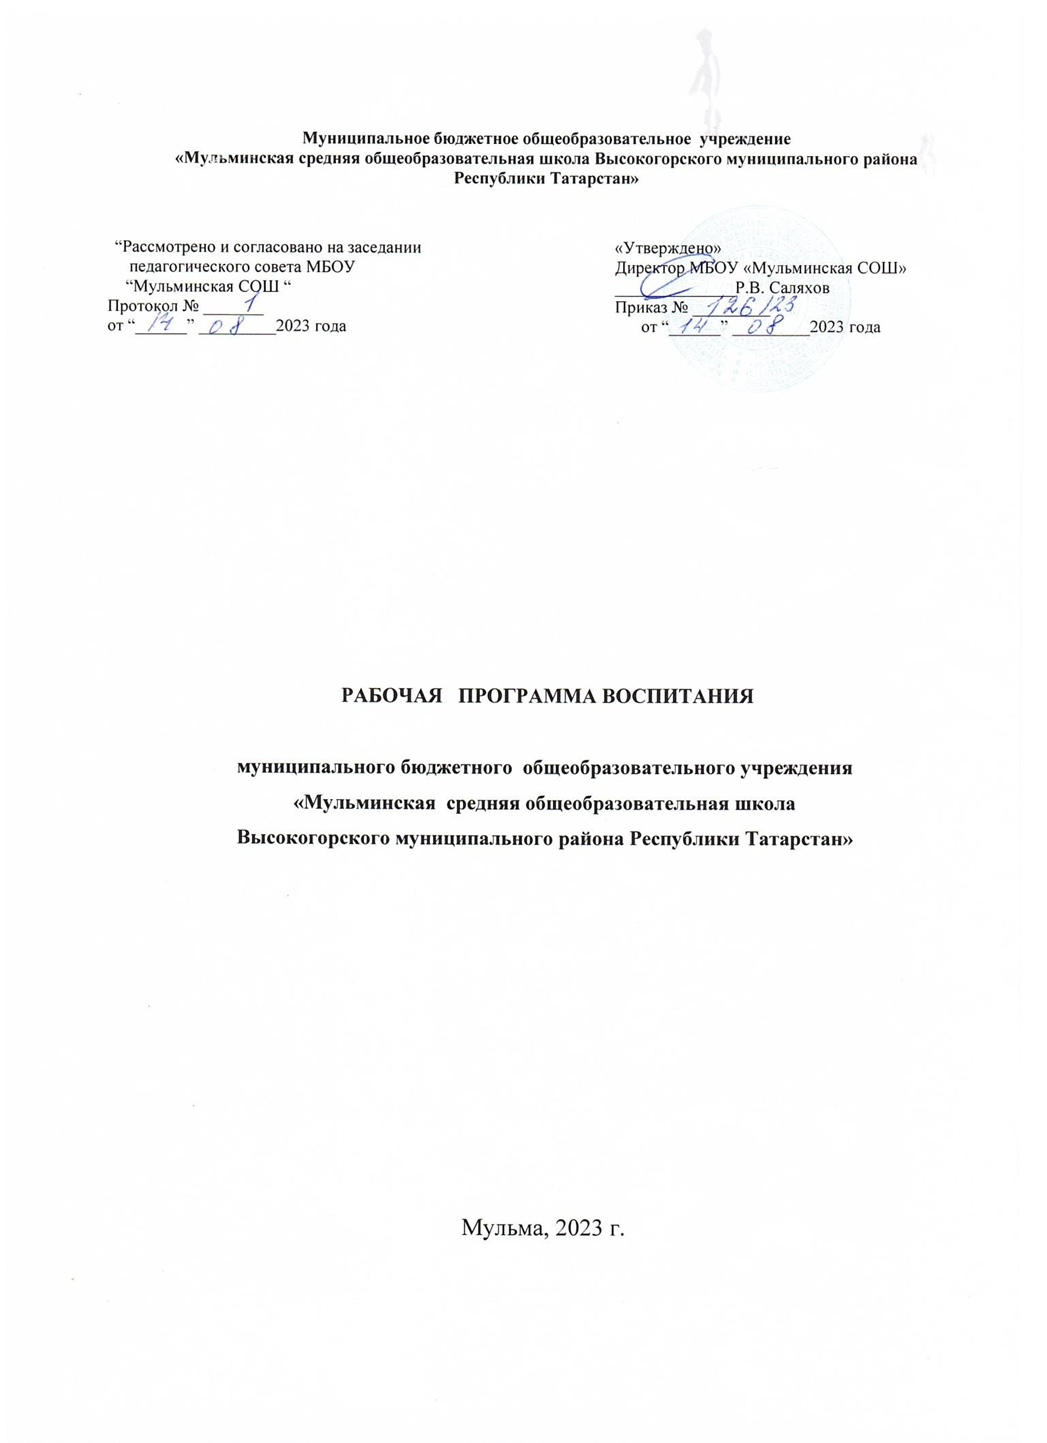 Муниципальное бюджетное общеобразовательное учреждение
«Мульминская средняя общеобразовательная школа Высокогорского муниципального района
Республики Татарстан»
“Рассмотрено и согласовано на заседании
педагогического совета МБОУ
“Мульминская СОШ “
Протокол № 1
от “14” 08 2023 года
«Утверждено»
Директор МБОУ «Мульминская СОШ»
Р.В. Саляхов
Приказ № 126/23
от “14” 08 2023 года
РАБОЧАЯ ПРОГРАММА ВОСПИТАНИЯ
муниципального бюджетного общеобразовательного учреждения
«Мульминская средняя общеобразовательная школа
Высокогорского муниципального района Республики Татарстан»
Мульма, 2023 г.